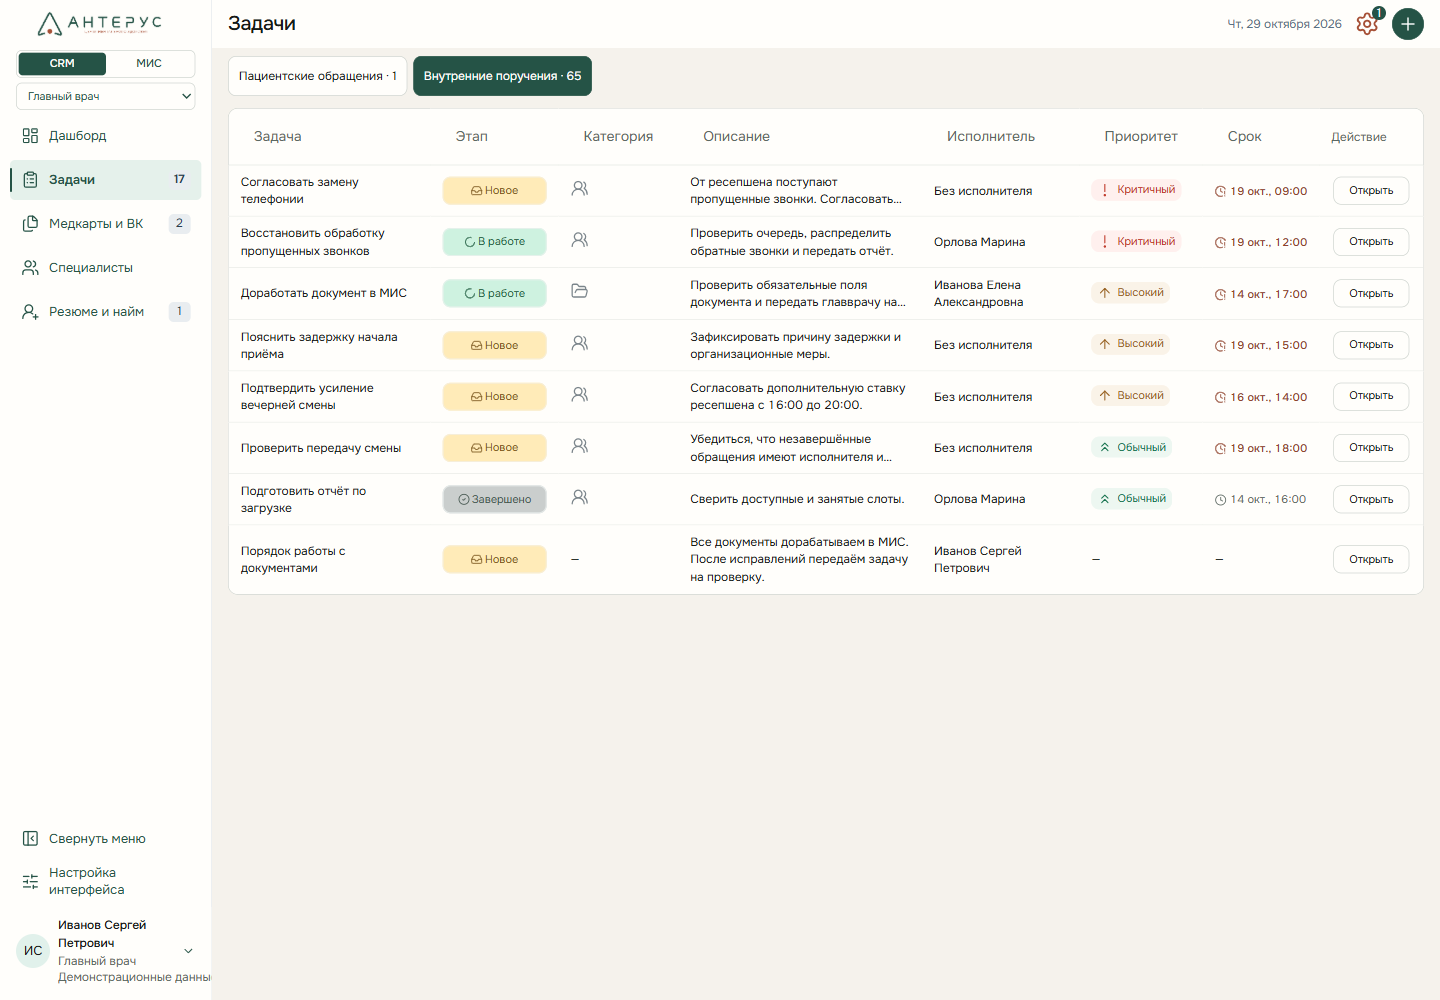 АНТЕРУС
CRM
МИС
Главный врач
Дашборд
Задачи
17
Медкарты и ВК
2
Специалисты
Резюме и найм
1
Свернуть меню
Настройка
интерфейса
ИС
Иванов Сергей
Петрович
Главный врач
Демонстрационные данны
Задачи
Чт, 29 октября 2026
1
Пациентские обращения · 1
Внутренние поручения · 65
Задача
Этап
Категория
Описание
Исполнитель
Приоритет
Срок
Действие
Согласовать замену
телефонии
Новое
От ресепшена поступают
пропущенные звонки. Согласовать...
Без исполнителя
Критичный
19 окт., 09:00
Открыть
Восстановить обработку
пропущенных звонков
В работе
Проверить очередь, распределить
обратные звонки и передать отчёт.
Орлова Марина
Критичный
19 окт., 12:00
Открыть
Доработать документ в МИС
В работе
Проверить обязательные поля
документа и передать главврачу на...
Иванова Елена
Александровна
Высокий
14 окт., 17:00
Открыть
Пояснить задержку начала
приёма
Новое
Зафиксировать причину задержки и
организационные меры.
Без исполнителя
Высокий
19 окт., 15:00
Открыть
Подтвердить усиление
вечерней смены
Новое
Согласовать дополнительную ставку
ресепшена с 16:00 до 20:00.
Без исполнителя
Высокий
16 окт., 14:00
Открыть
Проверить передачу смены
Новое
Убедиться, что незавершённые
обращения имеют исполнителя и...
Без исполнителя
Обычный
19 окт., 18:00
Открыть
Подготовить отчёт по
загрузке
Завершено
Сверить доступные и занятые слоты.
Орлова Марина
Обычный
14 окт., 16:00
Открыть
Порядок работы с
документами
Новое
—
Все документы дорабатываем в МИС.
После исправлений передаём задачу
на проверку.
Иванов Сергей
Петрович
—
—
Открыть